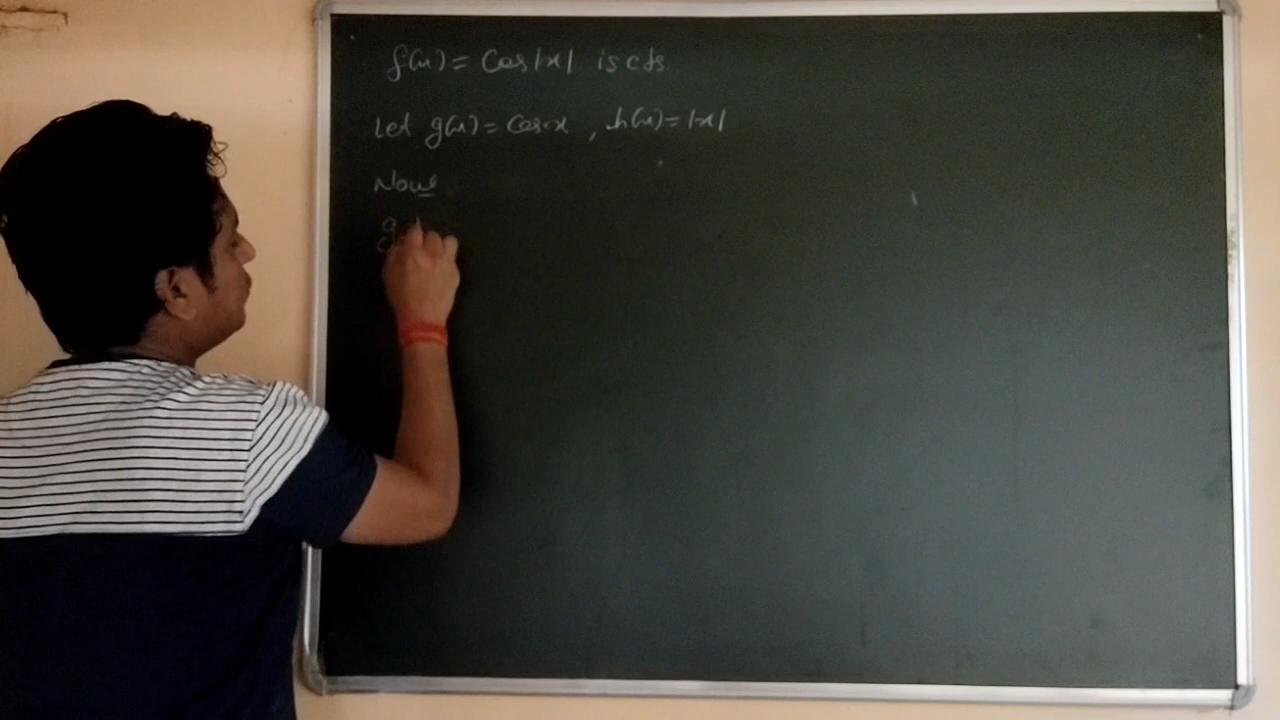 f(x) = Cos|x| is cts.
Let g(x) = Cos x , h(x) = |x|
Now
g